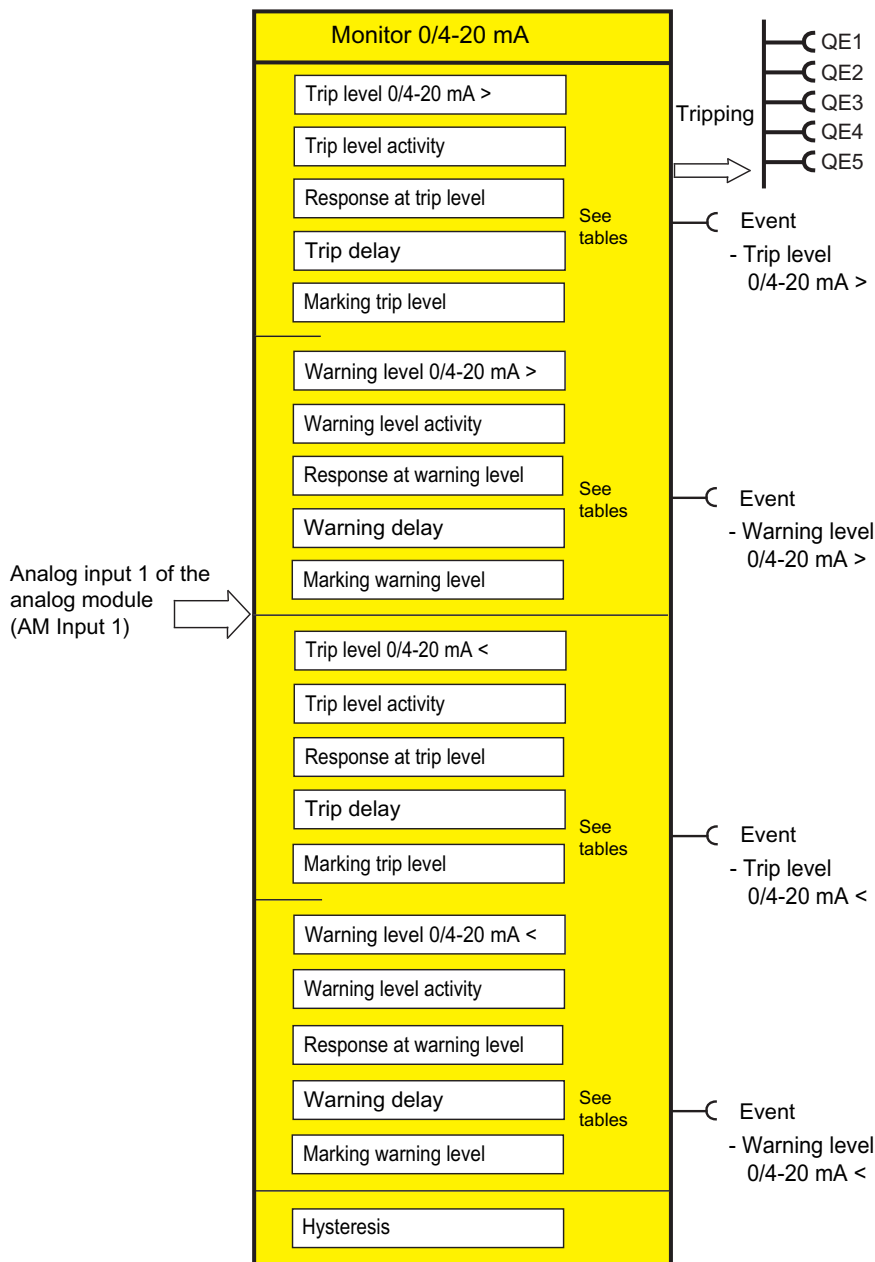 Monitor 0/4-20 mA
Trip level 0/4-20 mA >
Trip level activity
Response at trip level
Trip delay
Marking trip level
See
tables
Tripping
QE1
QE2
QE3
QE4
QE5
Event
- Trip level
0/4-20 mA >
Warning level 0/4-20 mA >
Warning level activity
Response at warning level
Warning delay
Marking warning level
See
tables
Event
- Warning level
0/4-20 mA >
Analog input 1 of the
analog module
(AM Input 1)
Trip level 0/4-20 mA <
Trip level activity
Response at trip level
Trip delay
Marking trip level
See
tables
Event
- Trip level
0/4-20 mA <
Warning level 0/4-20 mA <
Warning level activity
Response at warning level
Warning delay
Marking warning level
See
tables
Event
- Warning level
0/4-20 mA <
Hysteresis